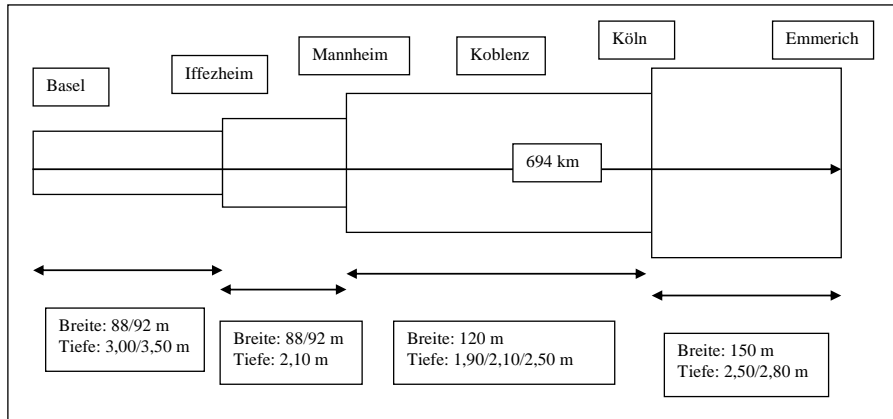 Basel
Iffezheim
Mannheim
Koblenz
Köln
Emmerich
694 km
Breite: 88/92 m
Tiefe: 3,00/3,50 m
Breite: 88/92 m
Tiefe: 2,10 m
Breite: 120 m
Tiefe: 1,90/2,10/2,50 m
Breite: 150 m
Tiefe: 2,50/2,80 m